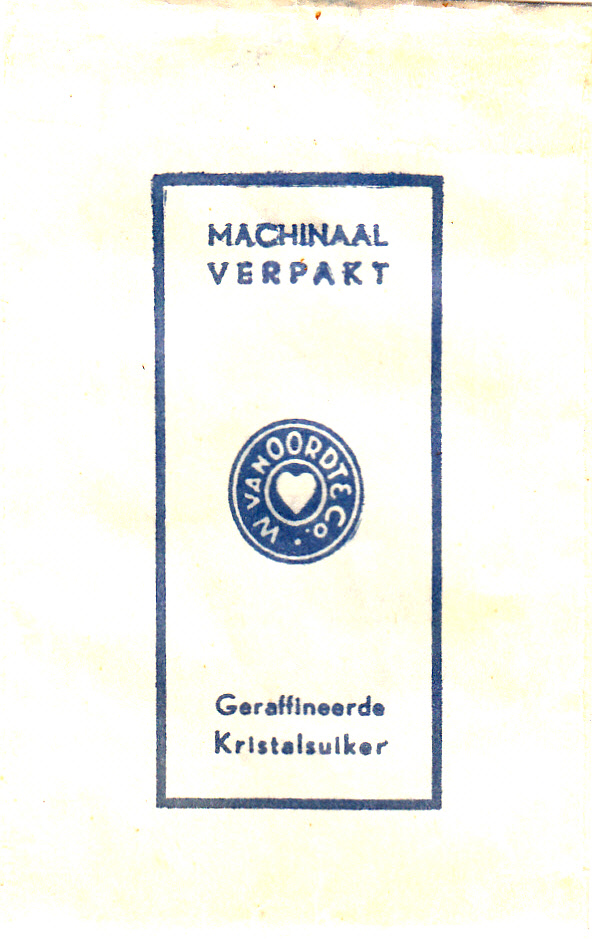 MACHINAAL
VERPAKT
W. VAN OORDT & Co.
Geraffineerde
Kristalsuiker